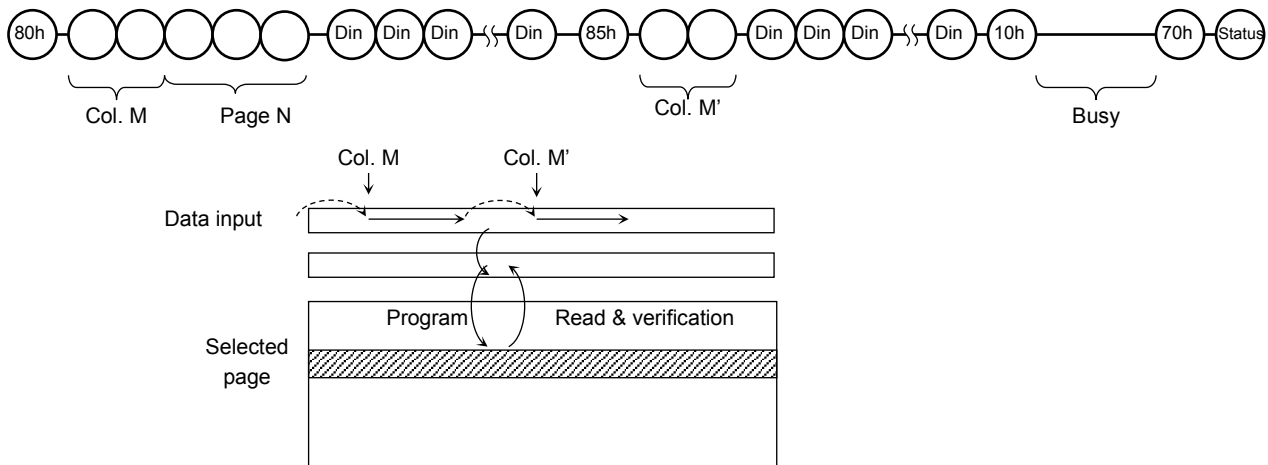 80h Din Din Din Din 85h Din Din Din Din 10h 70h Status
Col. M Page N Col. M’ Busy
Col. M Col. M’
Data input
Program Read & verification
Selected
page